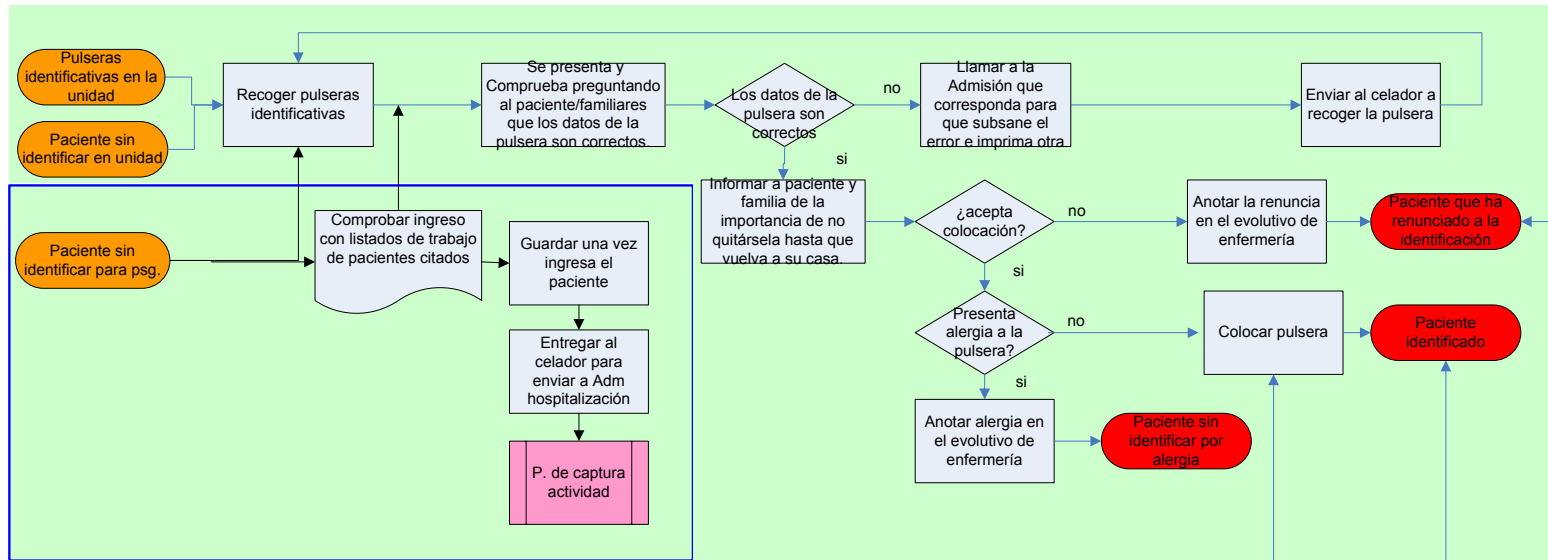 Pulseras
identificativas en la
unidad
Paciente sin
identificar en unidad
Recoger pulseras
identificativas
Se presenta y
Comprueba preguntando
al paciente/familiares
que los datos de la
pulsera son correctos.
Los datos de la
pulsera son
correctos
no
Llamar a la
Admisión que
corresponda para
que subsane el
error e imprima otra
Enviar al celador a
recoger la pulsera
si
Informar a paciente y
familia de la
importancia de no
quitársela hasta que
vuelva a su casa.
¿acepta
colocación?
no
Anotar la renuncia
en el evolutivo de
enfermería
Paciente que ha
renunciado a la
identificación
si
Presenta
alergia a la
pulsera?
no
Colocar pulsera
Paciente
identificado
si
Anotar alergia en
el evolutivo de
enfermería
Paciente sin
identificar por
alergia
Paciente sin
identificar para psg.
Comprobar ingreso
con listados de trabajo
de pacientes citados
Guardar una vez
ingresa el
paciente
Entregar al
celador para
enviar a Adm
hospitalización
P. de captura
actividad